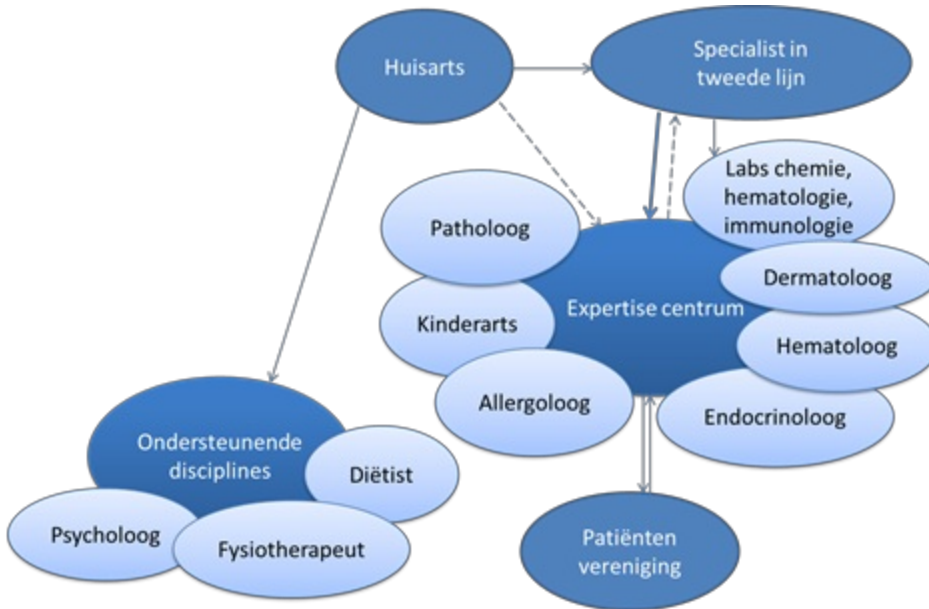 Huisarts
Specialist in
tweede lijn
Labs chemie,
hematologie,
immunologie
Patholoog
Dermatoloog
Expertise centrum
Kinderarts
Hematoloog
Allergoloog
Endocrinoloog
Ondersteunende
disciplines
Diëtist
Psycholoog
Fysiotherapeut
Patiënten
vereniging